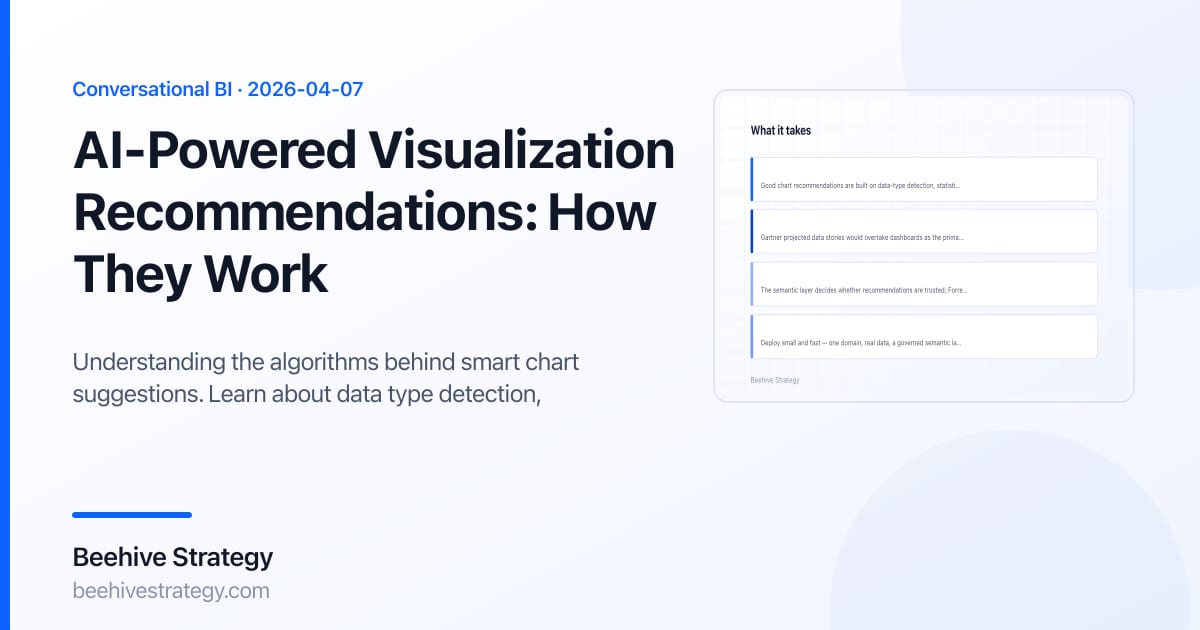 Conversational BI · 2026-04-07
AI-Powered Visualization
Recommendations: How
They Work
Understanding the algorithms behind smart chart
suggestions. Learn about data type detection,
Beehive Strategy
beehivestrategy.com
What it takes
Good chart recommendations are built on data-type detection, statisti...
Gartner projected data stories would overtake dashboards as the prima...
The semantic layer decides whether recommendations are trusted; Forre...
Deploy small and fast — one domain, real data, a governed semantic la...
Beehive Strategy